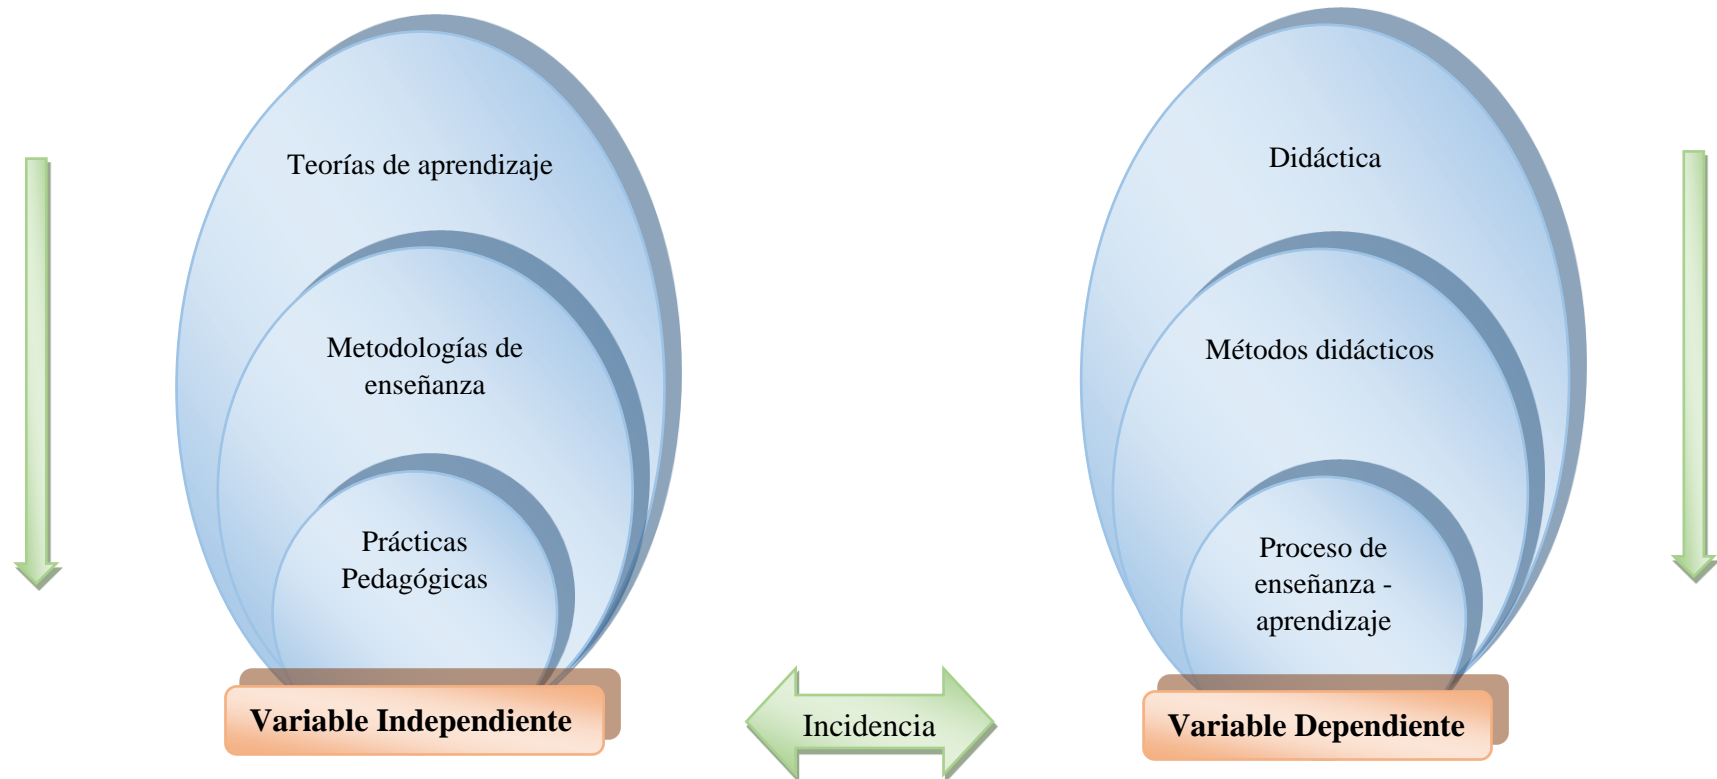 Teorías de aprendizaje
Metodologías de
enseñanza
Prácticas
Pedagógicas
Variable Independiente
Incidencia
Didáctica
Métodos didácticos
Proceso de
enseñanza -
aprendizaje
Variable Dependiente